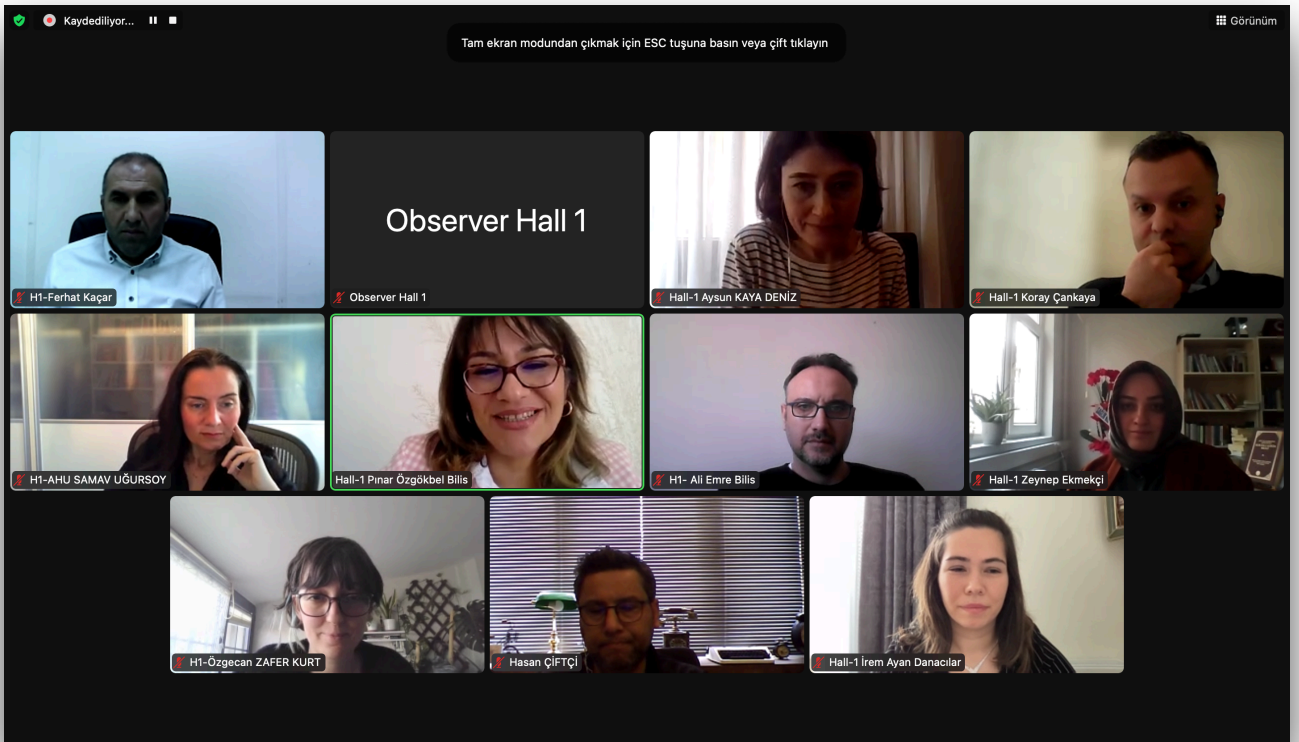 Kaydediliyor...
Görünüm
Tam ekran modundan çıkmak için ESC tuşuna basın veya çift tıklayın
H1-Ferhat Kaçar
Observer Hall 1
Observer Hall 1
Hall-1 Aysun KAYA DENİZ
Hall-1 Koray Çankaya
H1-AHU SAMAV UĞURSOY
Hall-1 Pınar Özgökbel Bilis
H1- Ali Emre Bilis
Hall-1 Zeynep Ekmekçi
H1-Özgecan ZAFER KURT
Hasan ÇİFTÇİ
Hall-1 İrem Ayan Danacılar